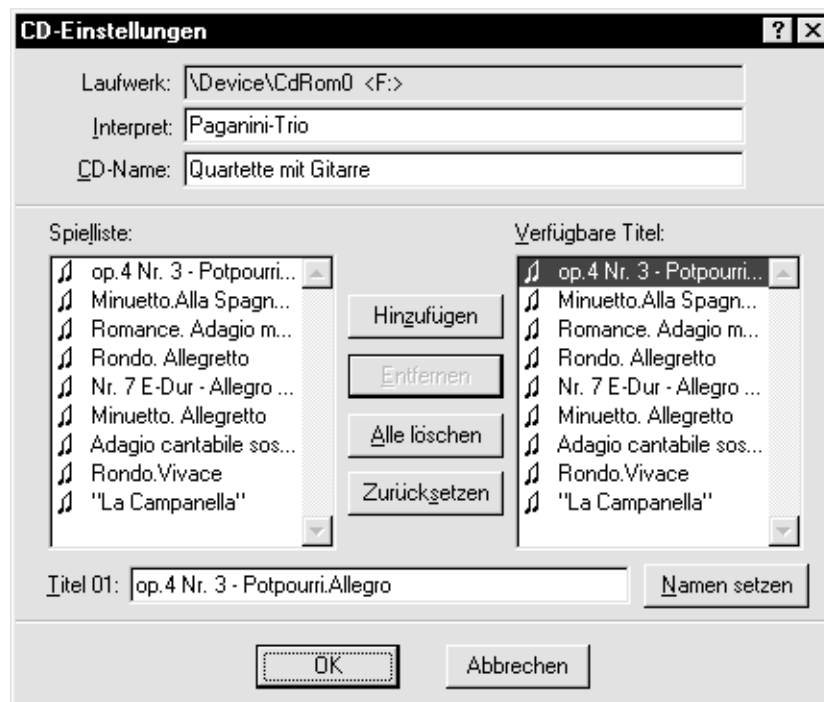 CD-Einstellungen
Laufwerk: \Device\CdRom0 <F:>
Interpret: Paganini-Trio
CD-Name: Quartette mit Gitarre
Spielliste:
op.4 Nr. 3 - Potpourri...
Minuetto.Alla Spagn...
Romance. Adagio m...
Rondo. Allegretto
Nr. 7 E-Dur - Allegro ...
Minuetto. Allegretto
Adagio cantabile sos...
Rondo.Vivace
"La Campanella"
Hinzufügen
Entfernen
Alle löschen
Zurücksetzen
Verfügbare Titel:
op.4 Nr. 3 - Potpourri...
Minuetto.Alla Spagn...
Romance. Adagio m...
Rondo. Allegretto
Nr. 7 E-Dur - Allegro ...
Minuetto. Allegretto
Adagio cantabile sos...
Rondo.Vivace
"La Campanella"
Titel 01: op.4 Nr. 3 - Potpourri.Allegro
Namen setzen
OK
Abbrechen